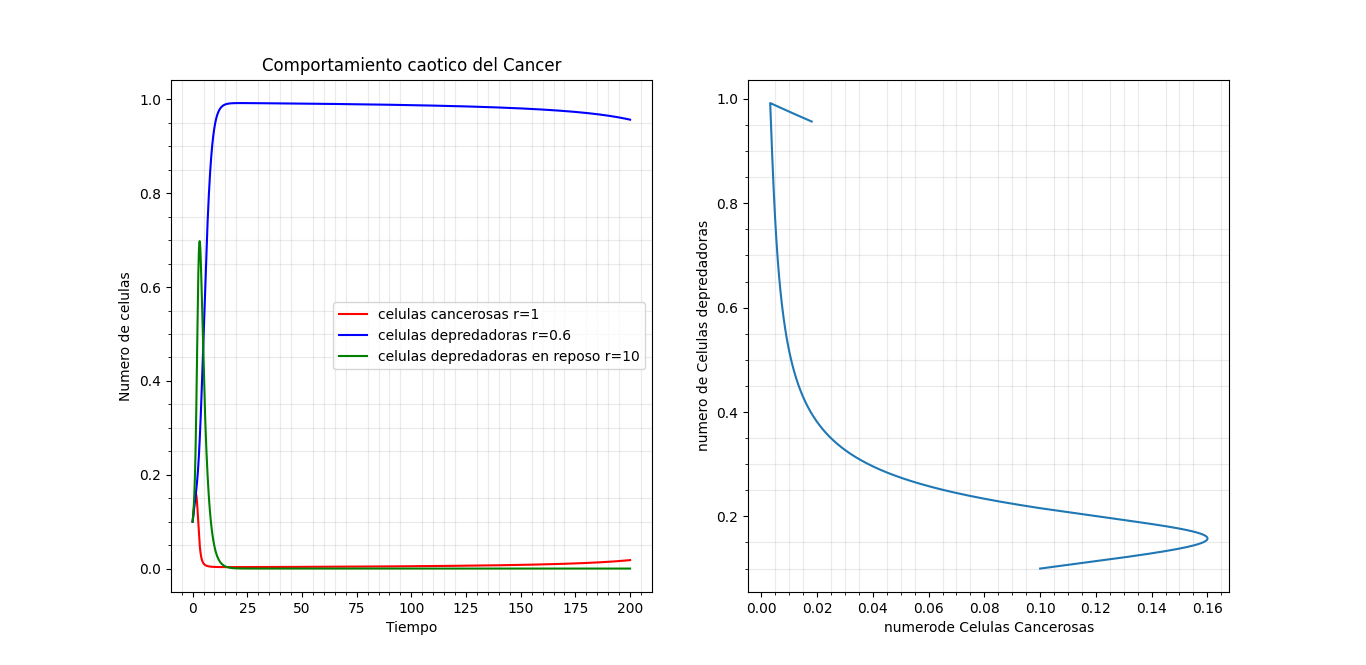 Comportamiento caotico del Cancer
1.0
0.8
0.6
0.4
0.2
0.0
Numero de celulas
celulas cancerosas r=1
celulas depredadoras r=0.6
celulas depredadoras en reposo r=10
0 25 50 75 100 125 150 175 200
Tiempo
1.0
0.8
0.6
0.4
0.2
numero de Celulas depredadoras
0.00 0.02 0.04 0.06 0.08 0.10 0.12 0.14 0.16
numerode Celulas Cancerosas